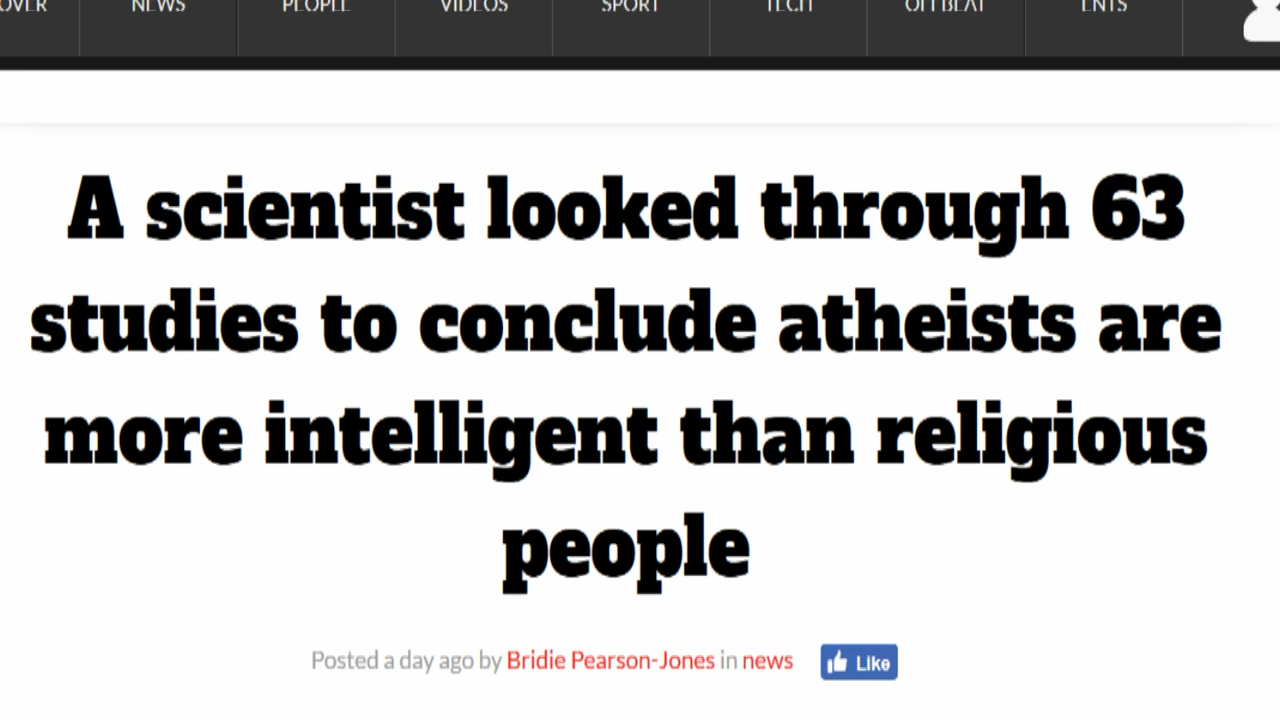 NEWS
PEOPLE
VIDEOS
SPORT
TECH
OFFBEAT
ENTS
A scientist looked through 63
studies to conclude atheists are
more intelligent than religious
people
Posted a day ago by Bridie Pearson-Jones in news
Like